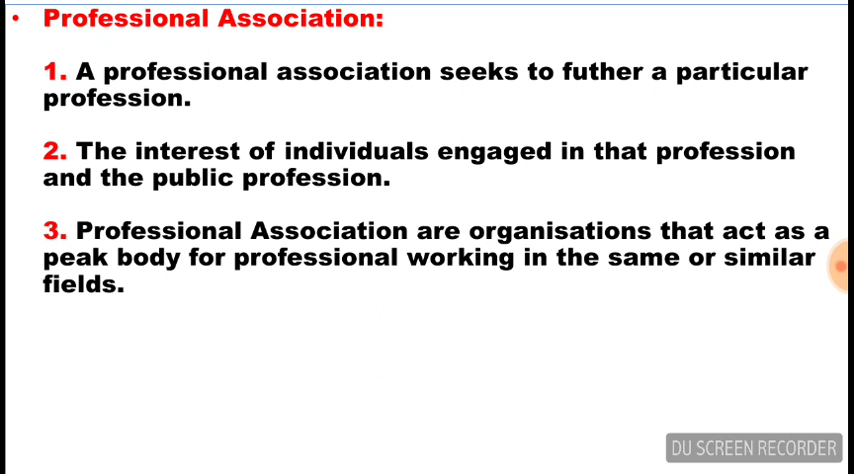 • Professional Association:
1. A professional association seeks to futher a particular
profession.
2. The interest of individuals engaged in that profession
and the public profession.
3. Professional Association are organisations that act as a
peak body for professional working in the same or similar
fields.
DU SCREEN RECORDER